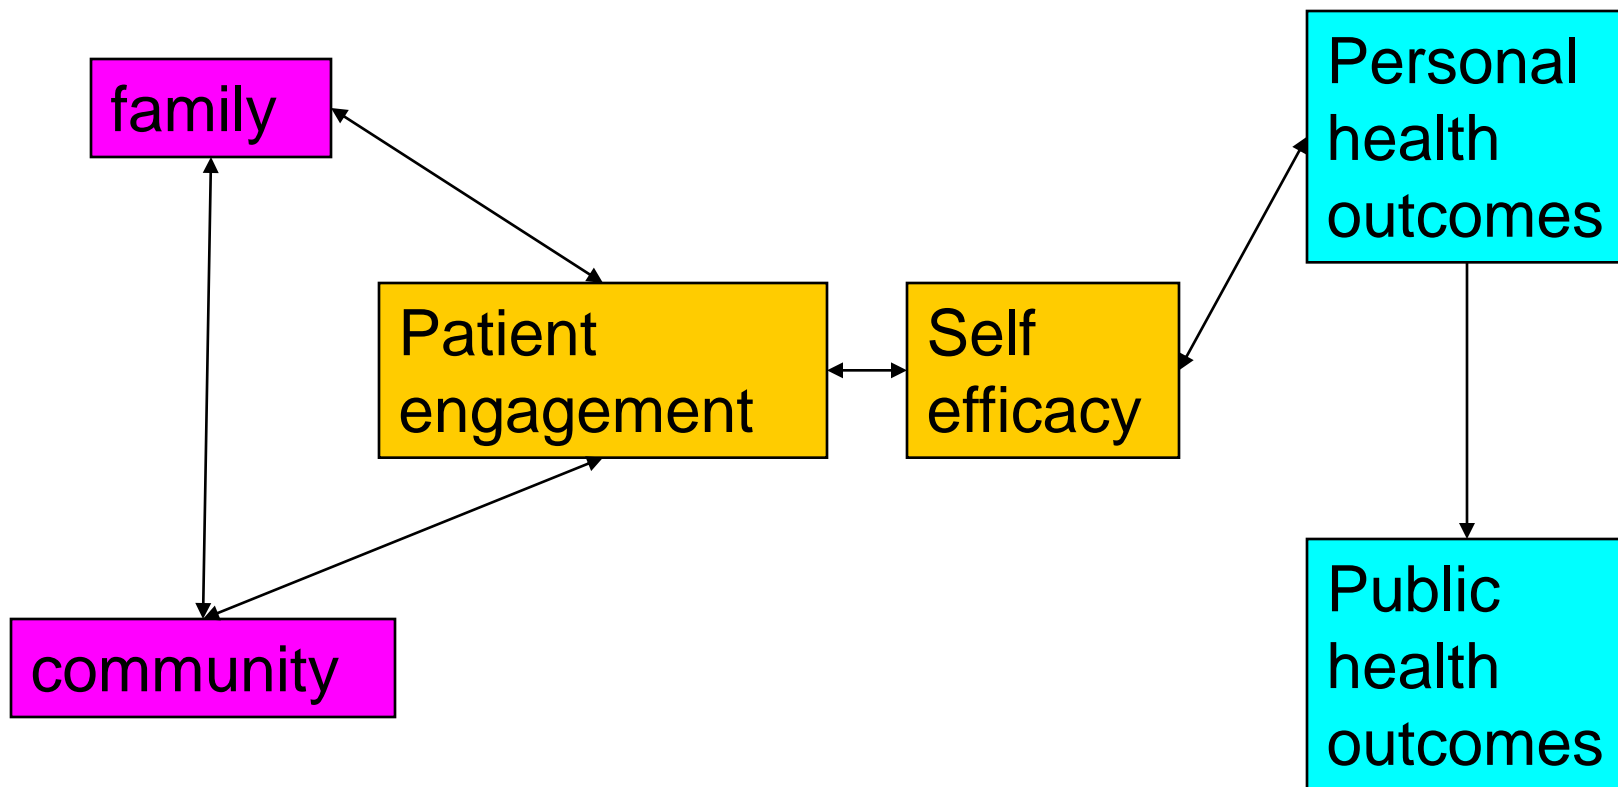 family
Personal
health
outcomes
Patient
engagement
Self
efficacy
community
Public
health
outcomes